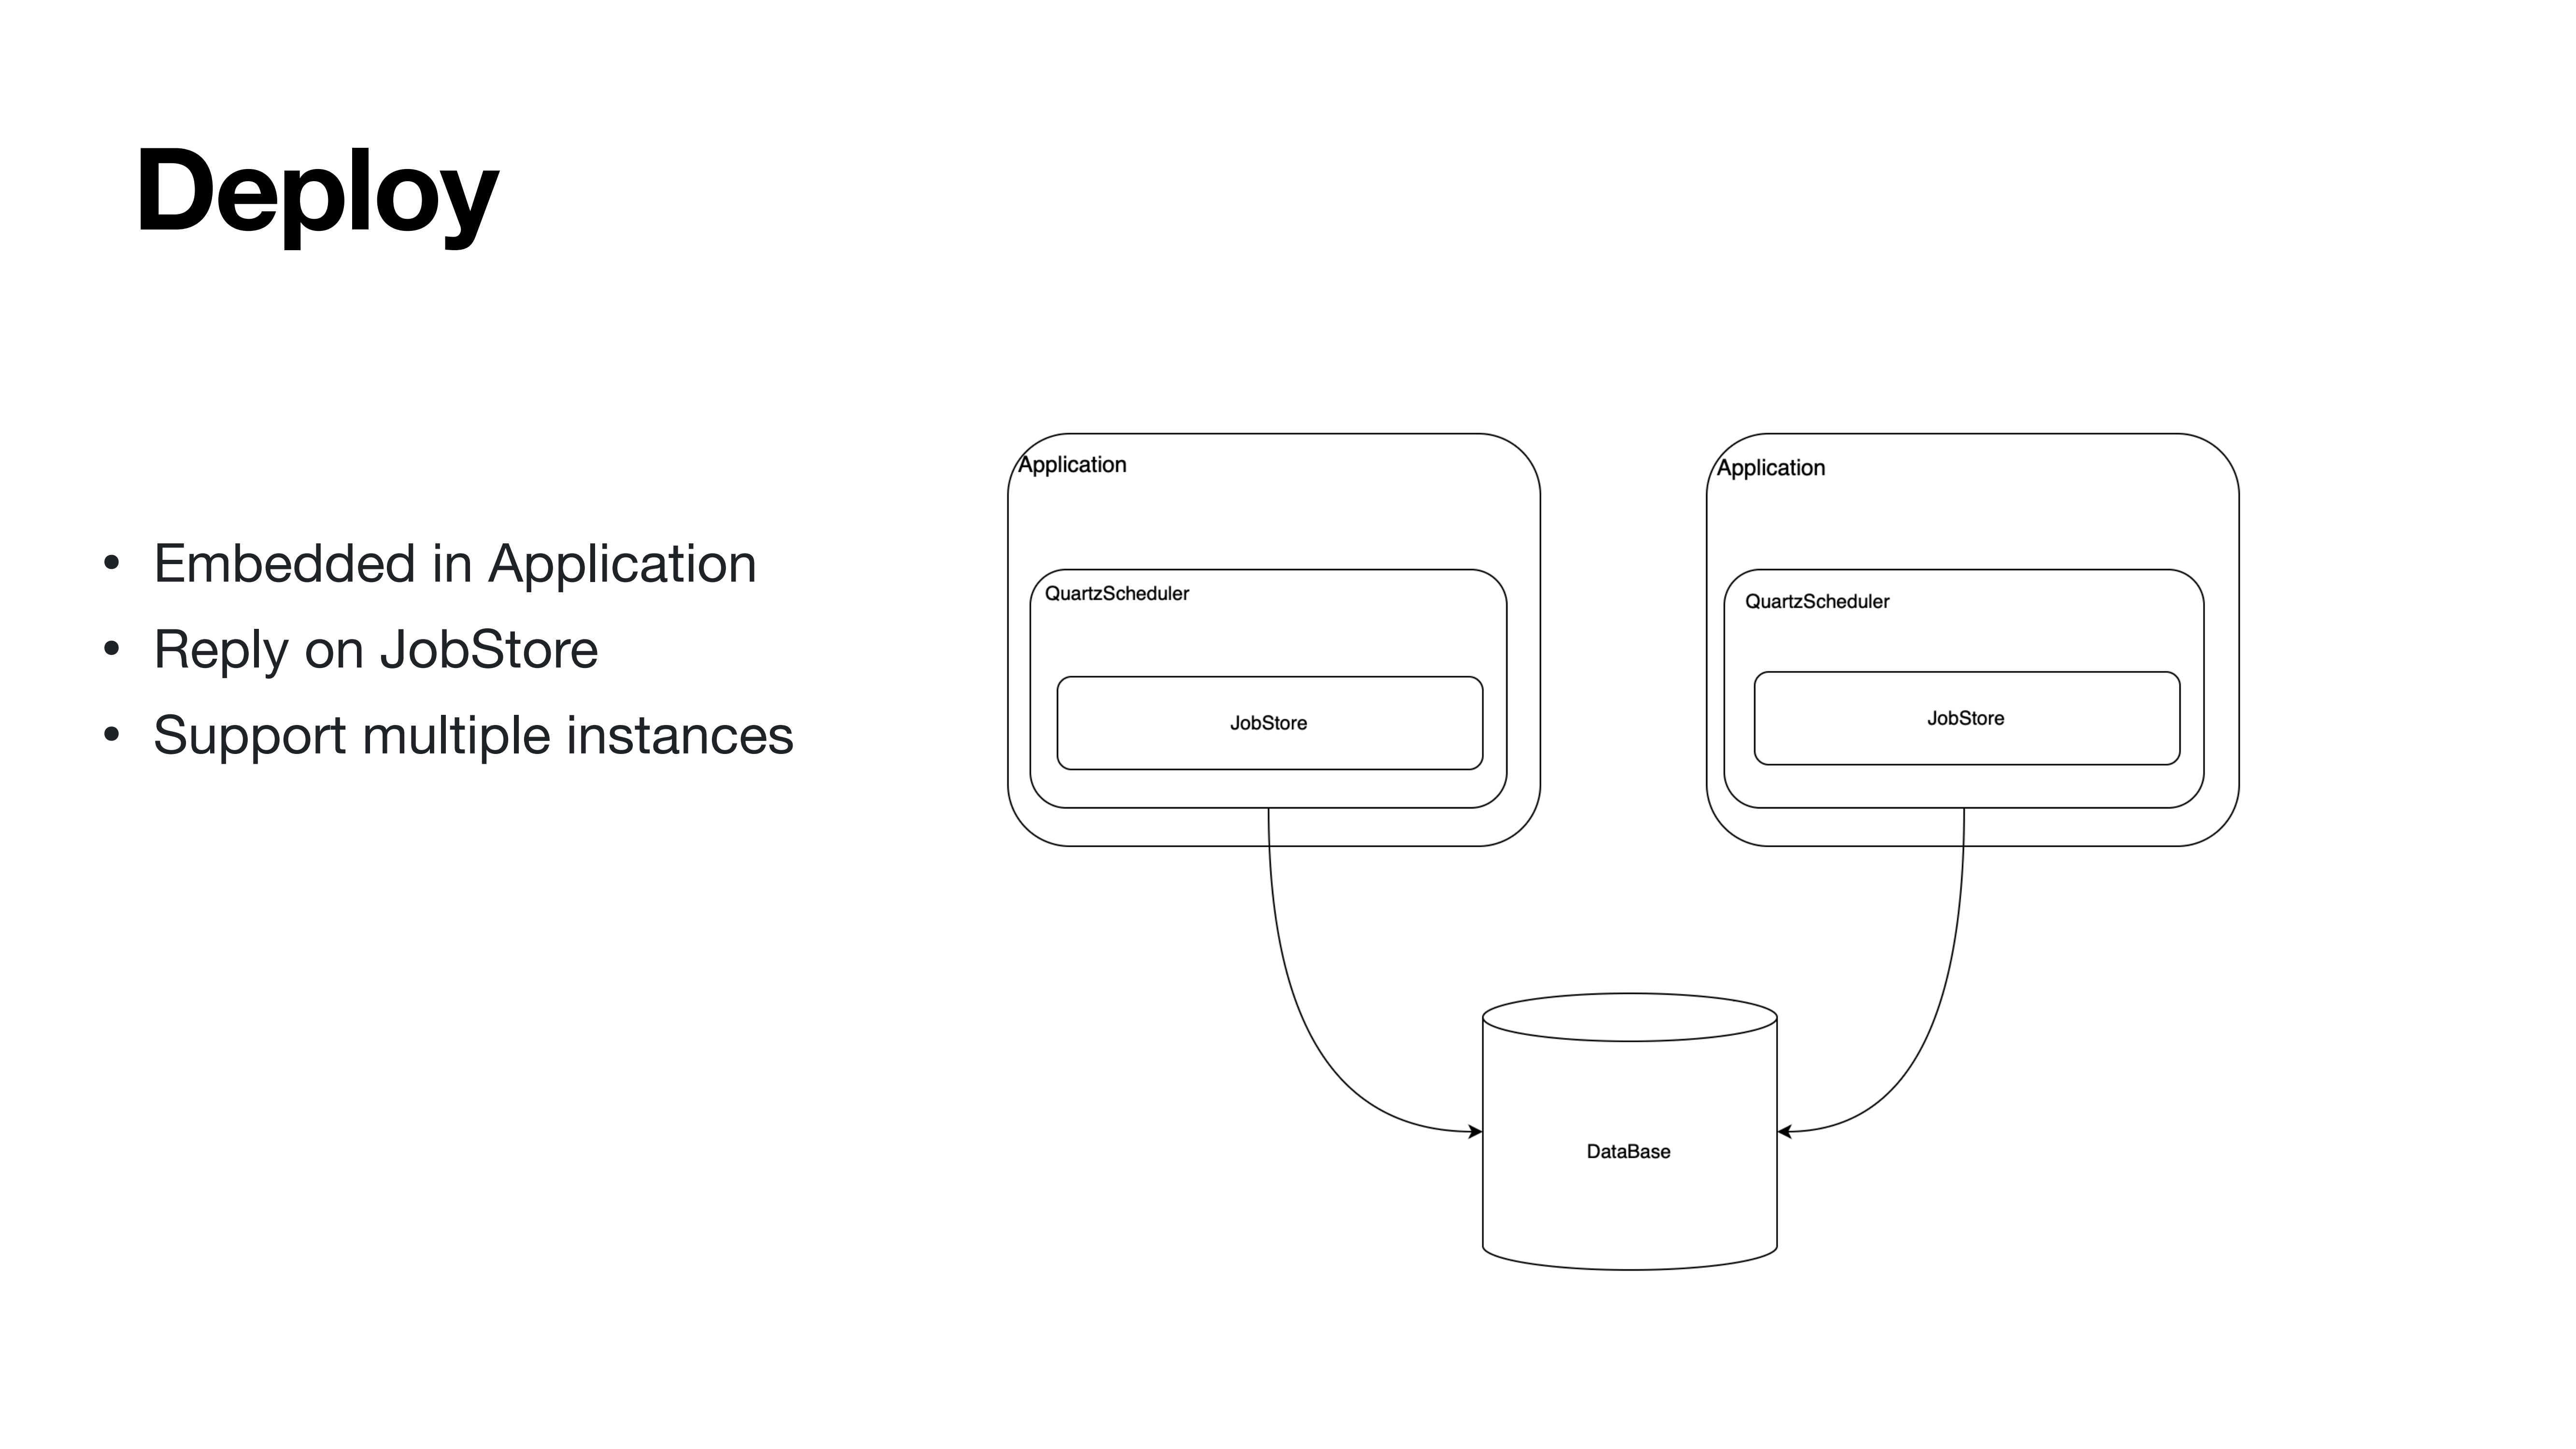 Deploy
• Embedded in Application
• Reply on JobStore
• Support multiple instances
Application
QuartzScheduler
JobStore
Application
QuartzScheduler
JobStore
DataBase